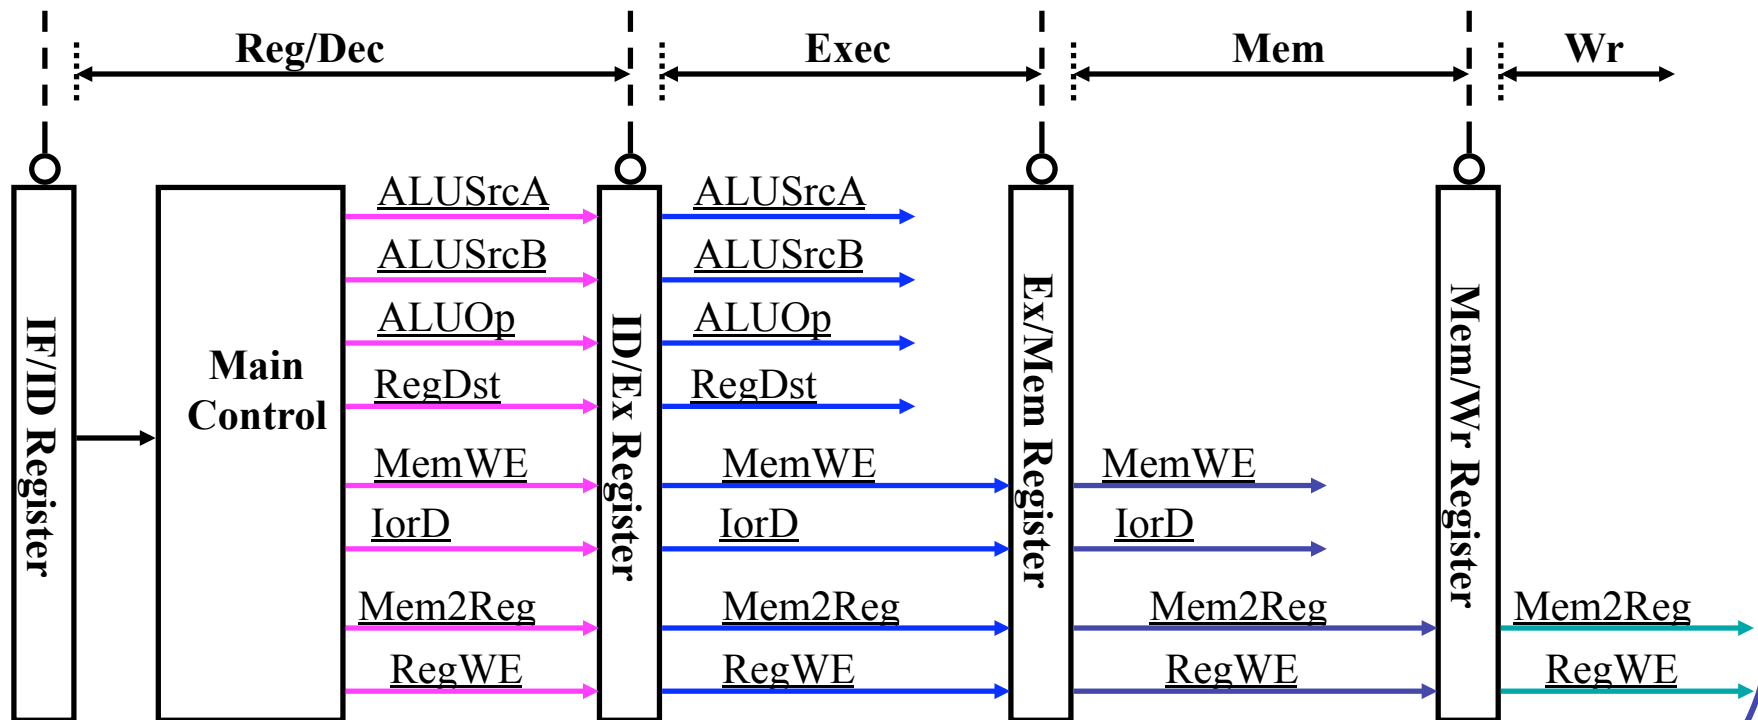 Reg/Dec Exec Mem Wr
ALUSrcA ALUSrcA
ALUSrcB ALUSrcB
ALUOp ALUOp
RegDst RegDst
MemWE MemWE MemWE
IorD IorD IorD
Mem2Reg Mem2Reg Mem2Reg Mem2Reg
RegWE RegWE RegWE RegWE
IF/ID Register
Main
Control
ID/Ex Register
Ex/Mem Register
Mem/Wr Register